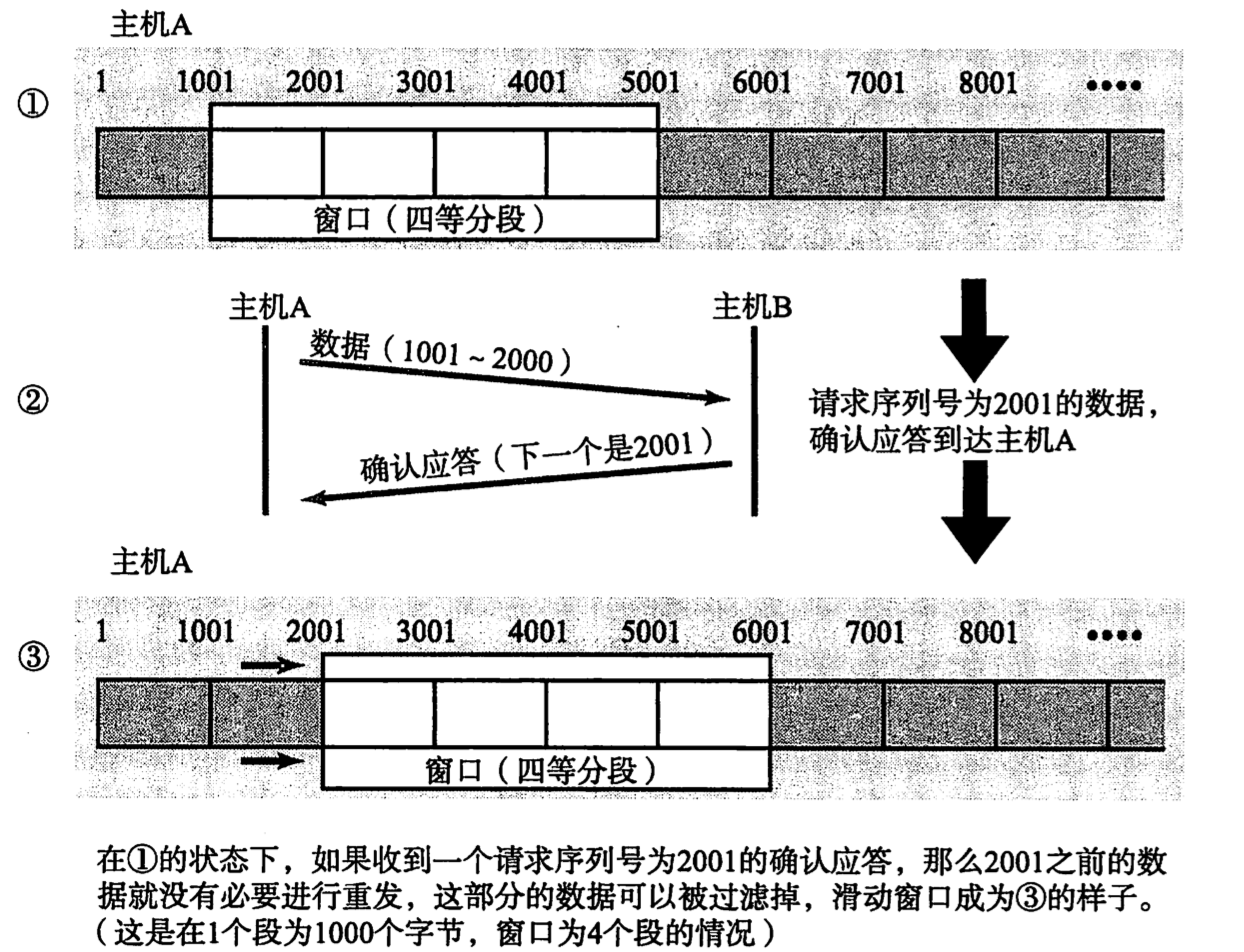 主机A
①
1 1001 2001 3001 4001 5001 6001 7001 8001 ••••
窗口（四等分段）
主机A 主机B
②
数据（1001～2000）
确认应答（下一个是2001）
请求序列号为2001的数据，
确认应答到达主机A
主机A
③
1 1001 2001 3001 4001 5001 6001 7001 8001 ••••
窗口（四等分段）
在①的状态下，如果收到一个请求序列号为2001的确认应答，那么2001之前的数
据就没有必要进行重发，这部分的数据可以被过滤掉，滑动窗口成为③的样子。
（这是在1个段为1000个字节，窗口为4个段的情况）